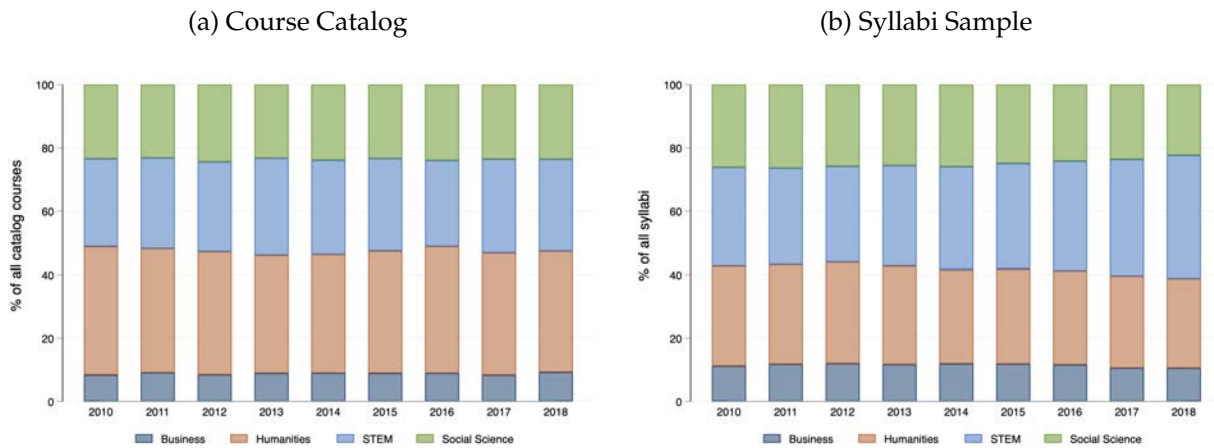 (a) Course Catalog
% of all catalog courses
100
80
60
40
20
0
2010 2011 2012 2013 2014 2015 2016 2017 2018
Business Humanities STEM Social Science
(b) Syllabi Sample
% of all syllabi
100
80
60
40
20
0
2010 2011 2012 2013 2014 2015 2016 2017 2018
Business Humanities STEM Social Science